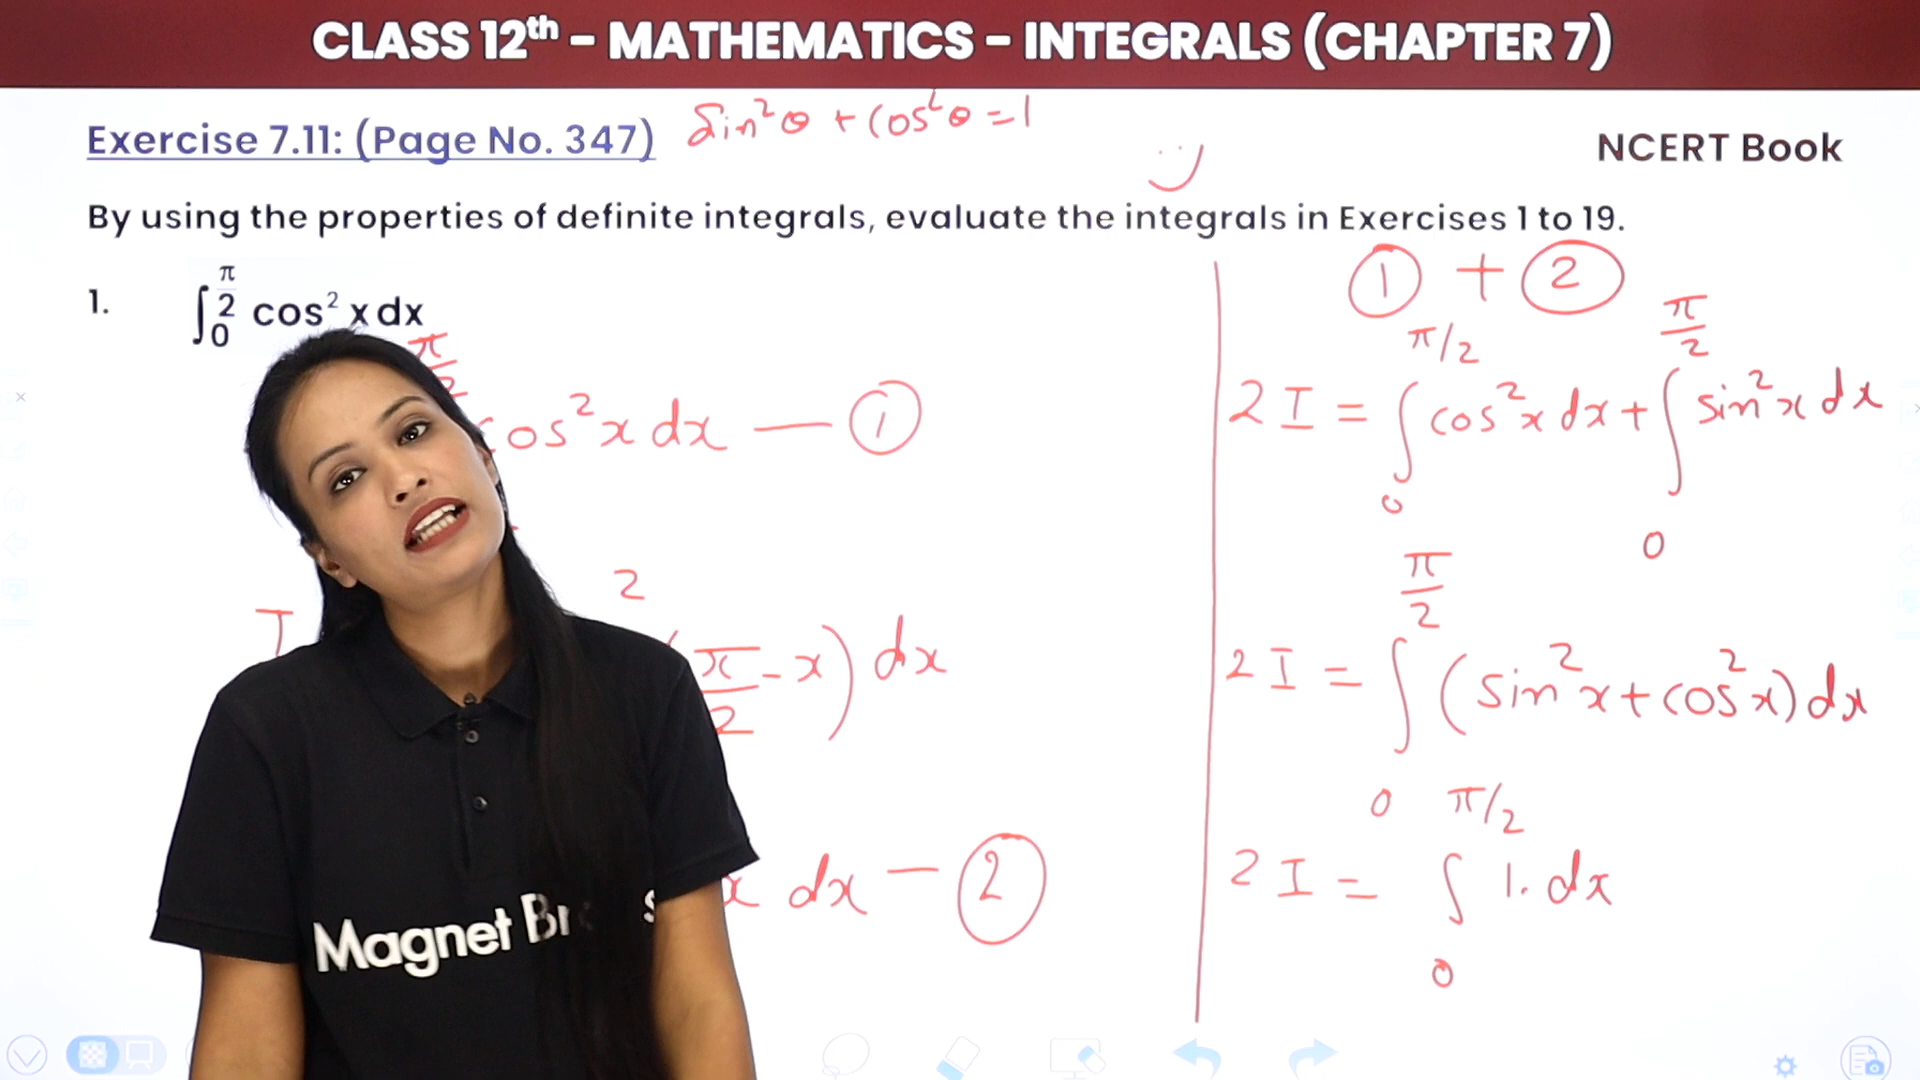 CLASS 12th – MATHEMATICS – INTEGRALS (CHAPTER 7)
Exercise 7.11: (Page No. 347) sin²θ + cos²θ = 1
NCERT Book
By using the properties of definite integrals, evaluate the integrals in Exercises 1 to 19.
1. ∫₀^(π/2) cos² x dx
cos²x dx — ①
I
2
(π/2 - x) dx
x dx — ②
① + ②
2I = ∫₀^(π/2) cos²x dx + ∫₀^(π/2) sin²x dx
2I = ∫₀^(π/2) (sin²x + cos²x) dx
2I = ∫₀^(π/2) 1. dx
Magnet